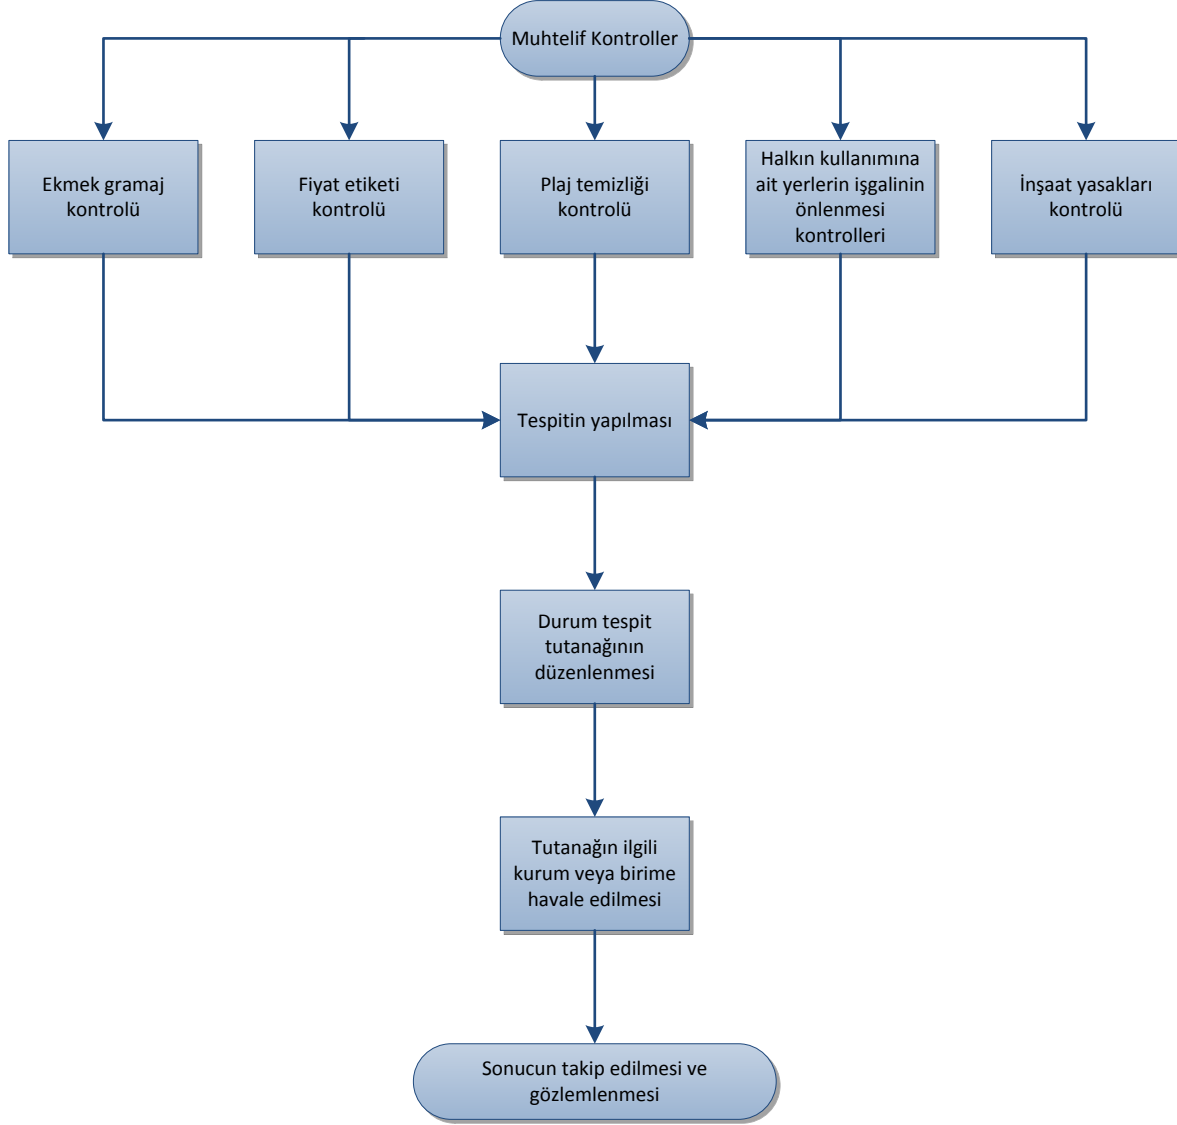 Muhtelif Kontroller
Ekmek gramaj
kontrolü
Fiyat etiketi
kontrolü
Plaj temizliği
kontrolü
Halkın kullanımına
ait yerlerin işgalinin
önlenmesi
kontrolleri
İnşaat yasakları
kontrolü
Tespitin yapılması
Durum tespit
tutanağının
düzenlenmesi
Tutanağın ilgili
kurum veya birime
havale edilmesi
Sonucun takip edilmesi ve
gözlemlenmesi